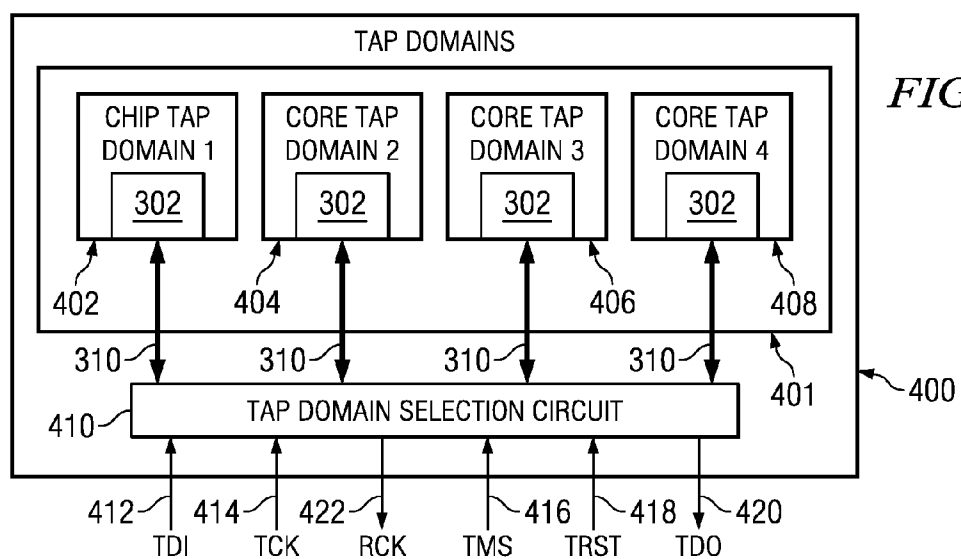 TAP DOMAINS
FIG
CHIP TAP
DOMAIN 1
302
CORE TAP
DOMAIN 2
302
CORE TAP
DOMAIN 3
302
CORE TAP
DOMAIN 4
302
402
404
406
408
310
310
310
310
401
400
410
TAP DOMAIN SELECTION CIRCUIT
412
414
422
416
418
420
TDI
TCK
RCK
TMS
TRST
TDO